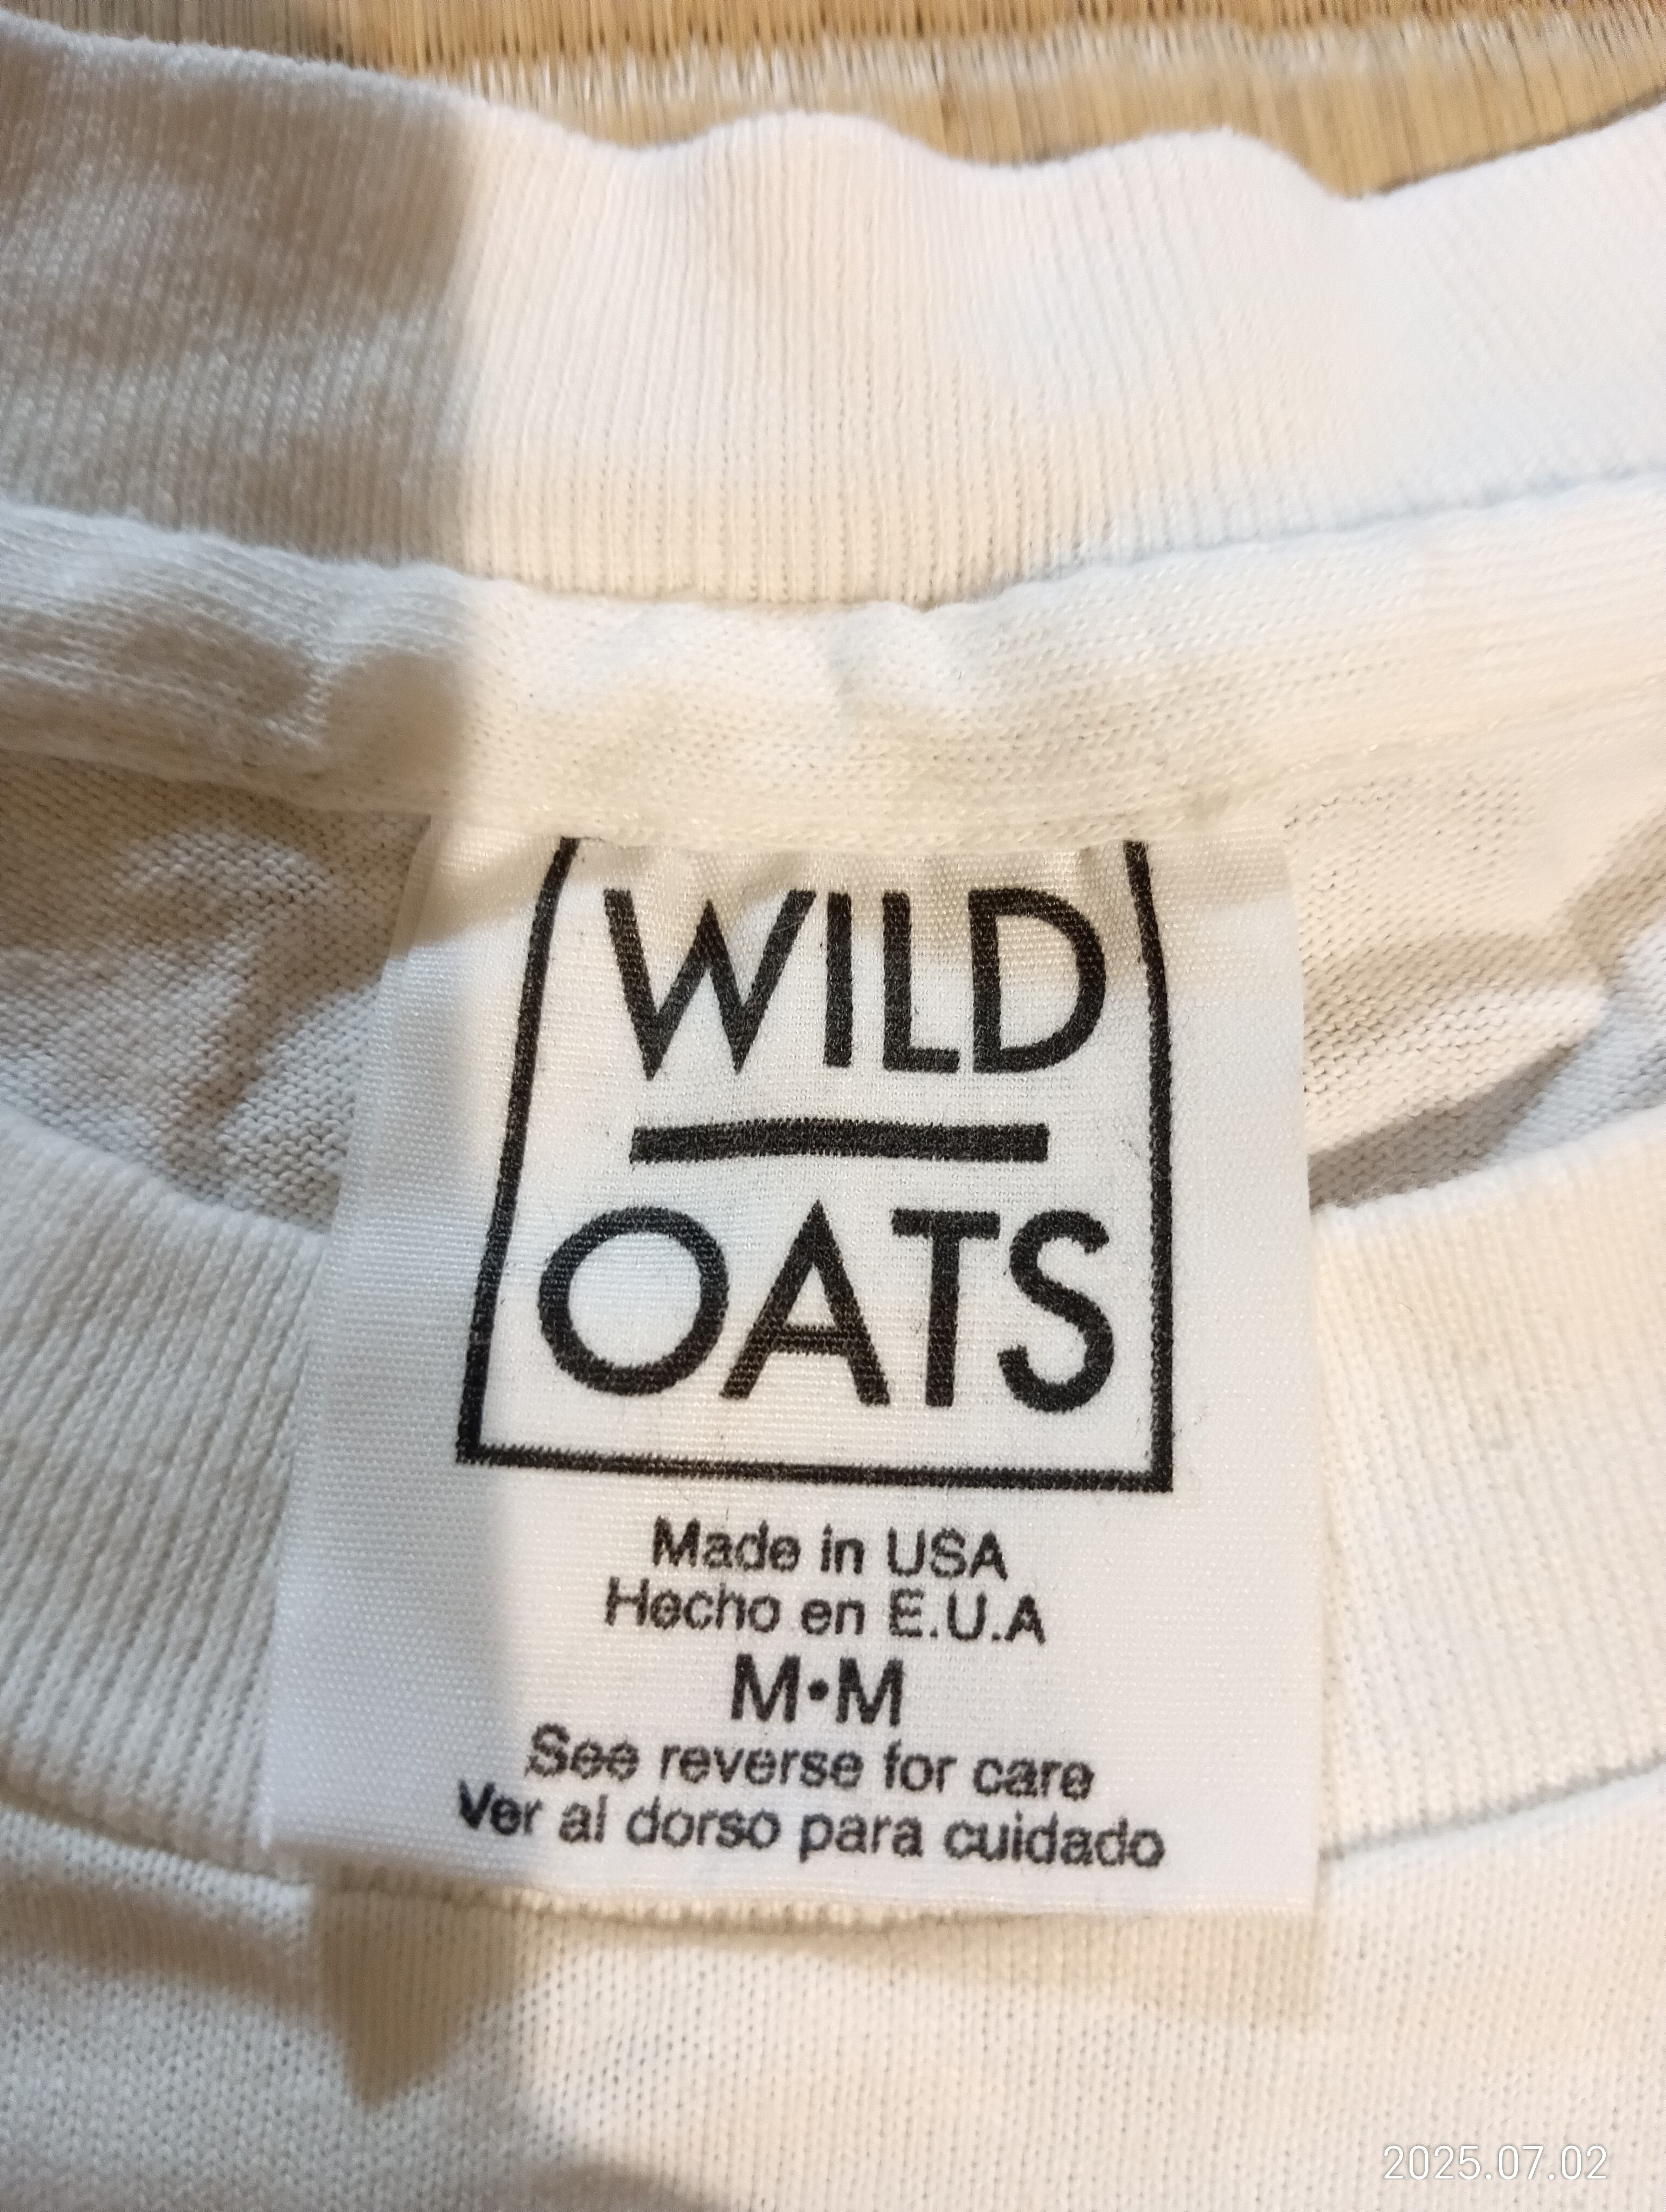 WILD
OATS
Made in USA
Hecho en E.U.A
M•M
See reverse for care
Ver al dorso para cuidado
2025.07.02